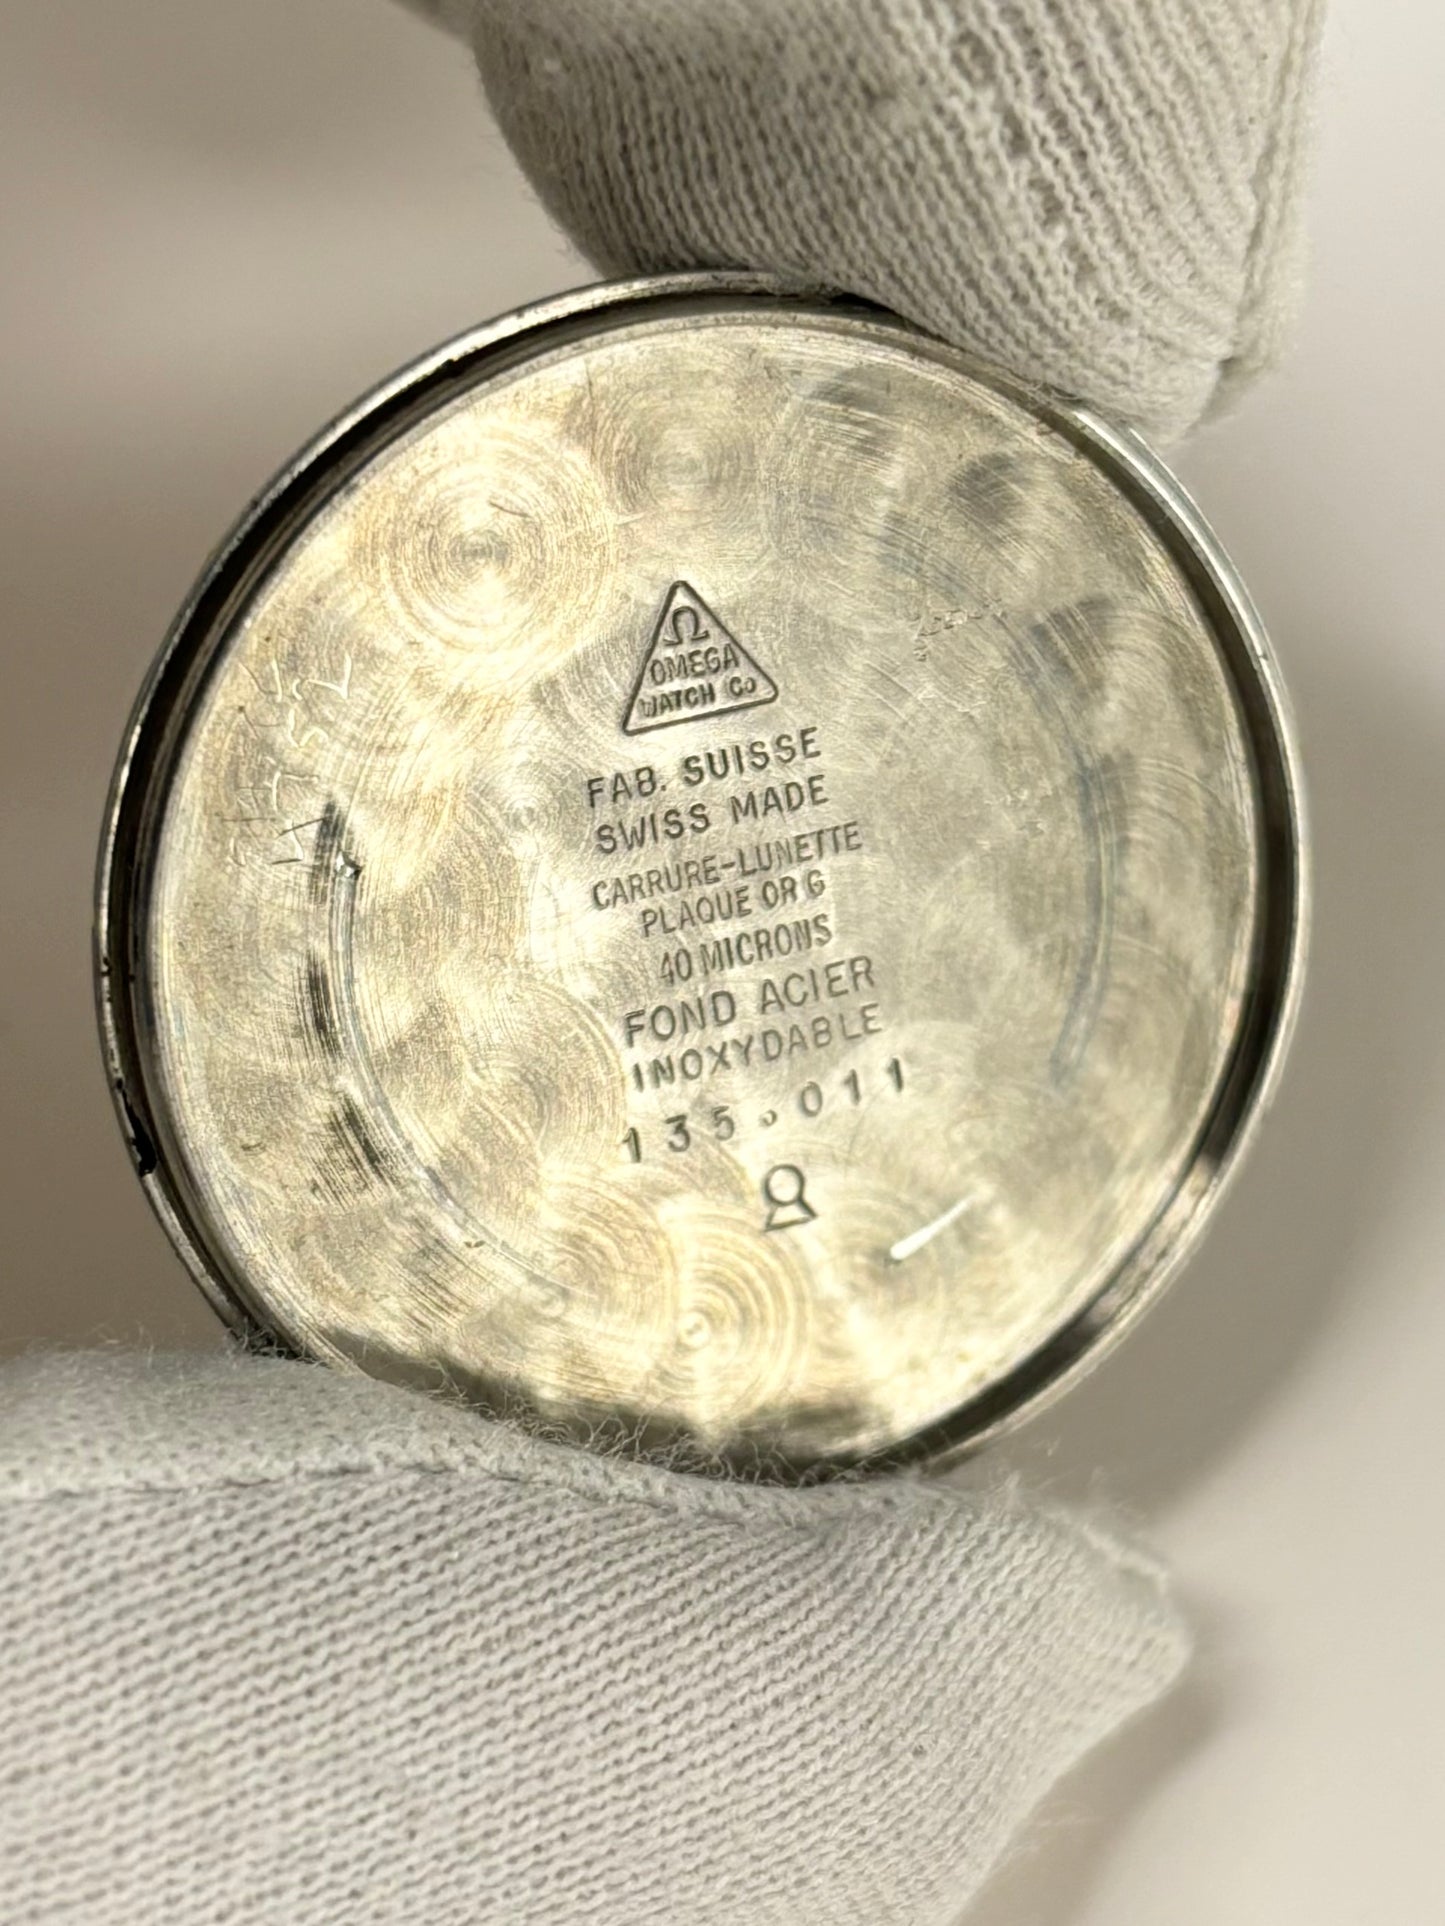 Ω
OMEGA
WATCH Co
FAB. SUISSE
SWISS MADE
CARRURE-LUNETTE
PLAQUE OR G
40 MICRONS
FOND ACIER
INOXYDABLE
135.011